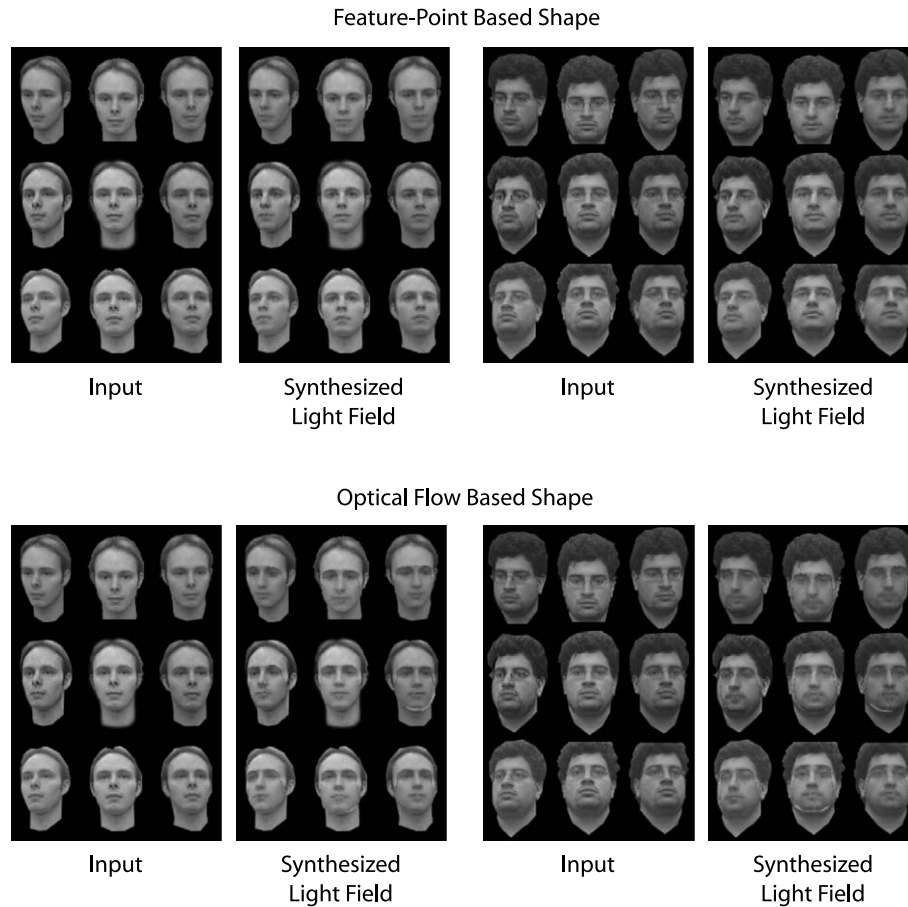 Feature-Point Based Shape
Input
Synthesized
Light Field
Input
Synthesized
Light Field
Optical Flow Based Shape
Input
Synthesized
Light Field
Input
Synthesized
Light Field